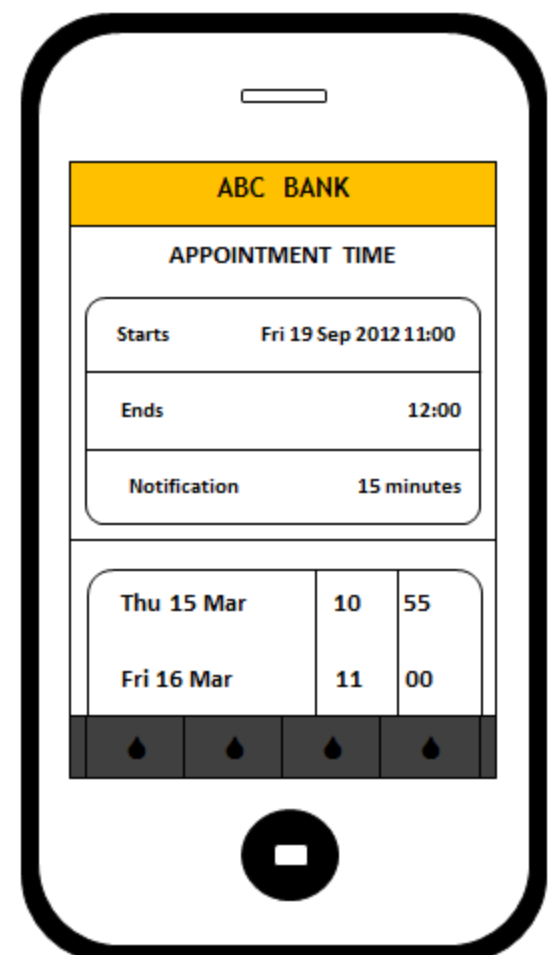 ABC BANK
APPOINTMENT TIME
Starts Fri 19 Sep 2012 11:00
Ends 12:00
Notification 15 minutes
Thu 15 Mar 10 55
Fri 16 Mar 11 00